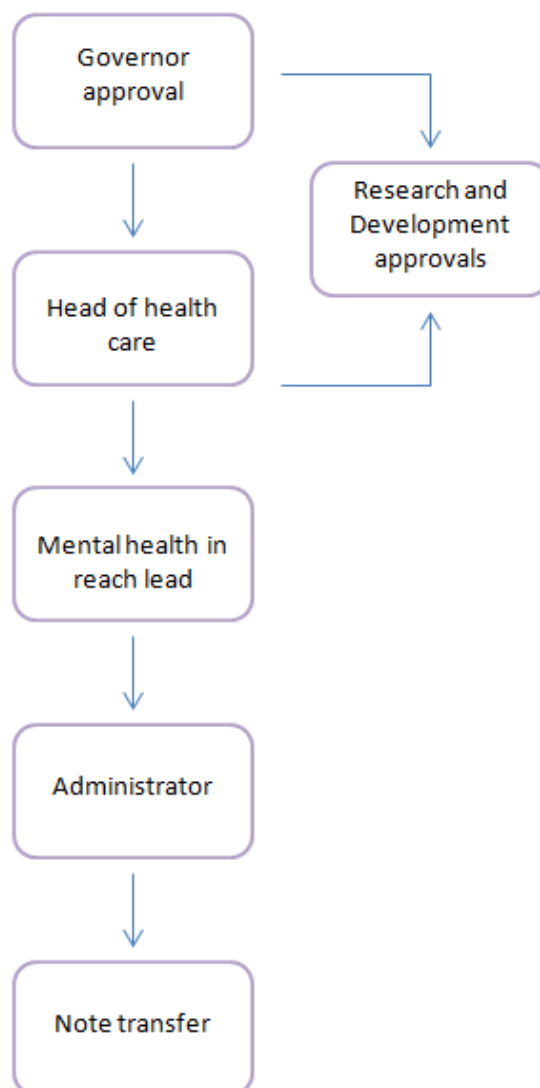 Governor
approval
Research and
Development
approvals
Head of health
care
Mental health in
reach lead
Administrator
Note transfer